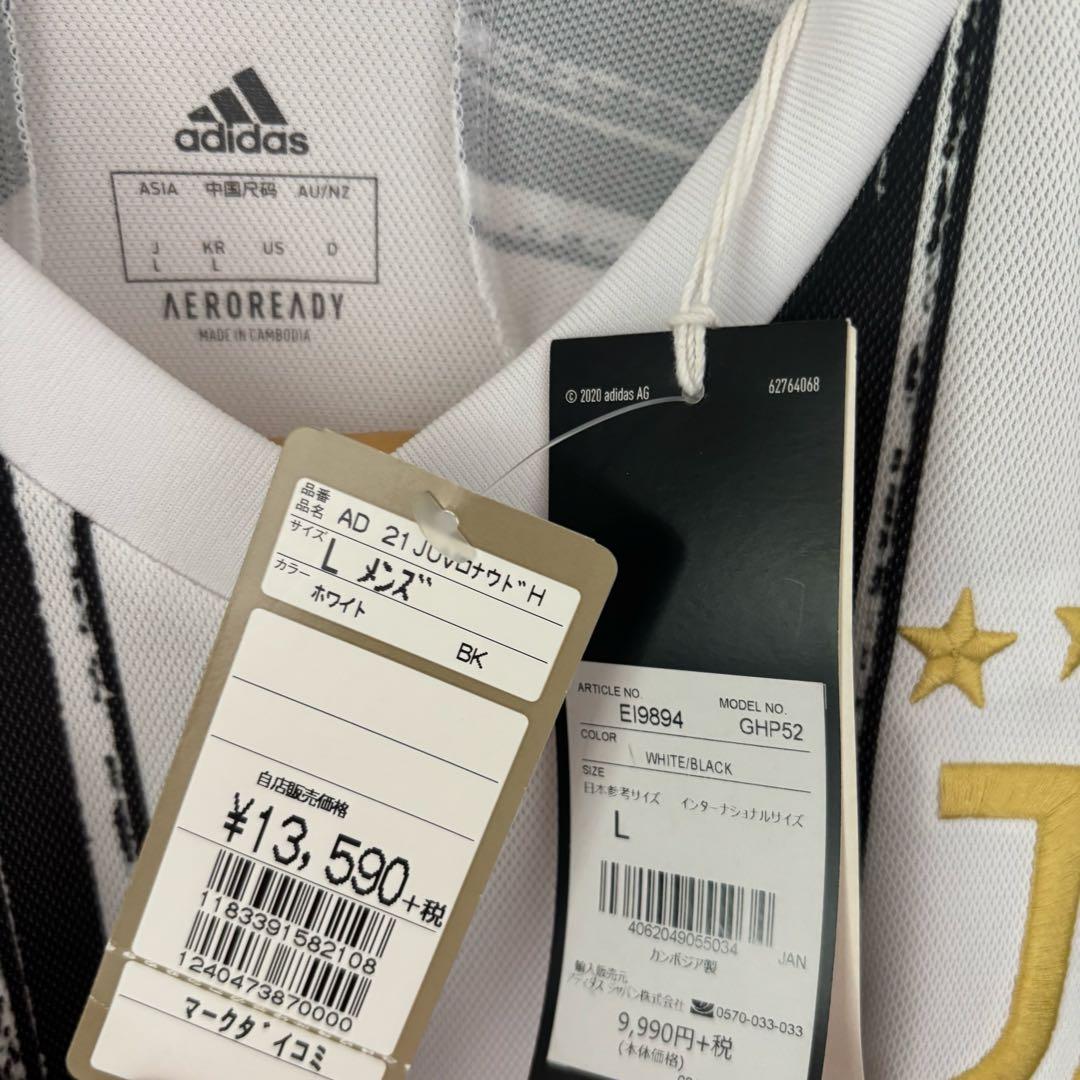 adidas
ASIA 中国尺码 AU/NZ
J KR US D
L L
AEROREADY
MADE IN CAMBODIA
© 2020 adidas AG 62764068
品番
品名
AD 21JUVロナウドH
サイズ
L メンズ
カラー
ホワイト
BK
自店販売価格
¥13,590+税
1183391582108
1240473870000
マークダイコミ
ARTICLE NO. MODEL NO.
EI9894 GHP52
COLOR
WHITE/BLACK
SIZE
日本参考サイズ インターナショナルサイズ
L
4062049055034 JAN
カンボジア製
輸入販売元
アディダス ジャパン株式会社 0570-033-033
9,990円+税
(本体価格)
J